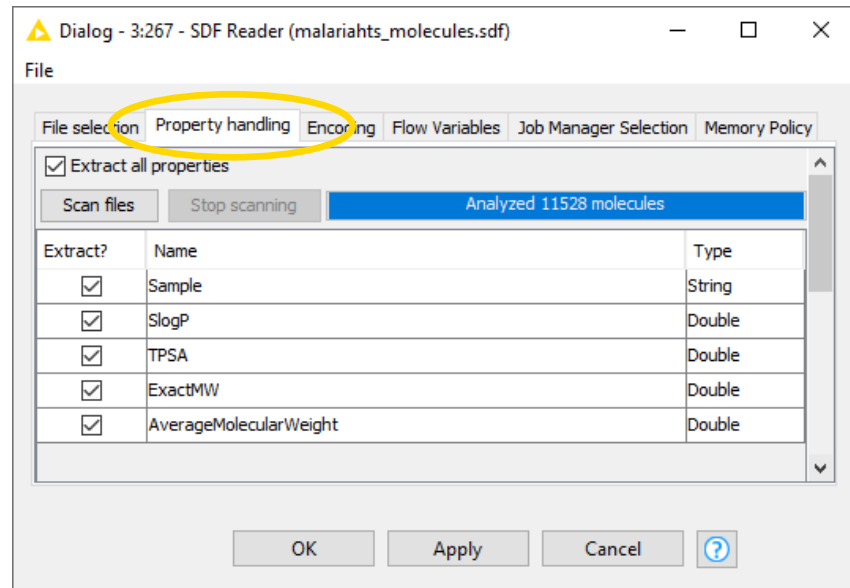 Dialog - 3:267 - SDF Reader (malariahts_molecules.sdf)
File
File selection Property handling Encoding Flow Variables Job Manager Selection Memory Policy
Extract all properties
Scan files Stop scanning Analyzed 11528 molecules
Extract? Name Type
Sample String
SlogP Double
TPSA Double
ExactMW Double
AverageMolecularWeight Double
OK Apply Cancel ?